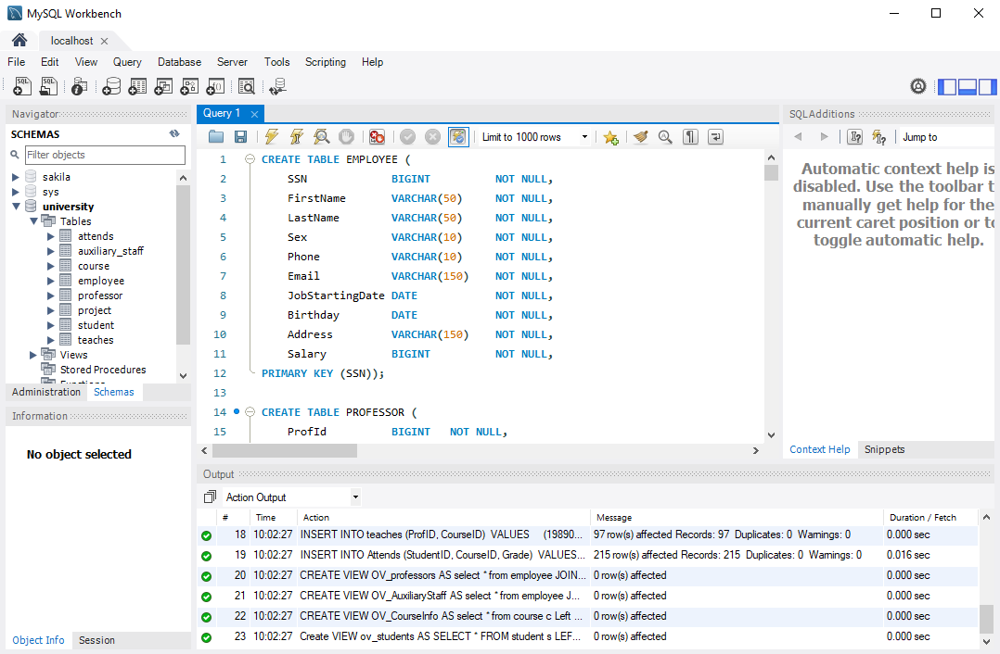 MySQL Workbench
localhost
File Edit View Query Database Server Tools Scripting Help
Navigator
SCHEMAS
Filter objects
sakila
sys
university
Tables
attends
auxiliary_staff
course
employee
professor
project
student
teaches
Views
Stored Procedures
Functions
Administration Schemas
Information
No object selected
Object Info Session
Query 1
Limit to 1000 rows
1 CREATE TABLE EMPLOYEE (
2 SSN BIGINT NOT NULL,
3 FirstName VARCHAR(50) NOT NULL,
4 LastName VARCHAR(50) NOT NULL,
5 Sex VARCHAR(10) NOT NULL,
6 Phone VARCHAR(10) NOT NULL,
7 Email VARCHAR(150) NOT NULL,
8 JobStartingDate DATE NOT NULL,
9 Birthday DATE NOT NULL,
10 Address VARCHAR(150) NOT NULL,
11 Salary BIGINT NOT NULL,
12 PRIMARY KEY (SSN));
13
14 CREATE TABLE PROFESSOR (
15 ProfId BIGINT NOT NULL,
SQLAdditions
Jump to
Automatic context help is
disabled. Use the toolbar t
manually get help for the
current caret position or to
toggle automatic help.
Context Help Snippets
Output
Action Output
# Time Action Message Duration / Fetch
18 10:02:27 INSERT INTO teaches (ProfID, CourseID) VALUES (19890... 97 row(s) affected Records: 97 Duplicates: 0 Warnings: 0 0.000 sec
19 10:02:27 INSERT INTO Attends (StudentID, CourseID, Grade) VALUES... 215 row(s) affected Records: 215 Duplicates: 0 Warnings: 0 0.016 sec
20 10:02:27 CREATE VIEW OV_professors AS select * from employee JOIN... 0 row(s) affected 0.000 sec
21 10:02:27 CREATE VIEW OV_AuxiliaryStaff AS select * from employee J... 0 row(s) affected 0.000 sec
22 10:02:27 CREATE VIEW OV_CourseInfo AS select * from course c Left ... 0 row(s) affected 0.000 sec
23 10:02:27 Create VIEW ov_students AS SELECT * FROM student s LEF... 0 row(s) affected 0.000 sec